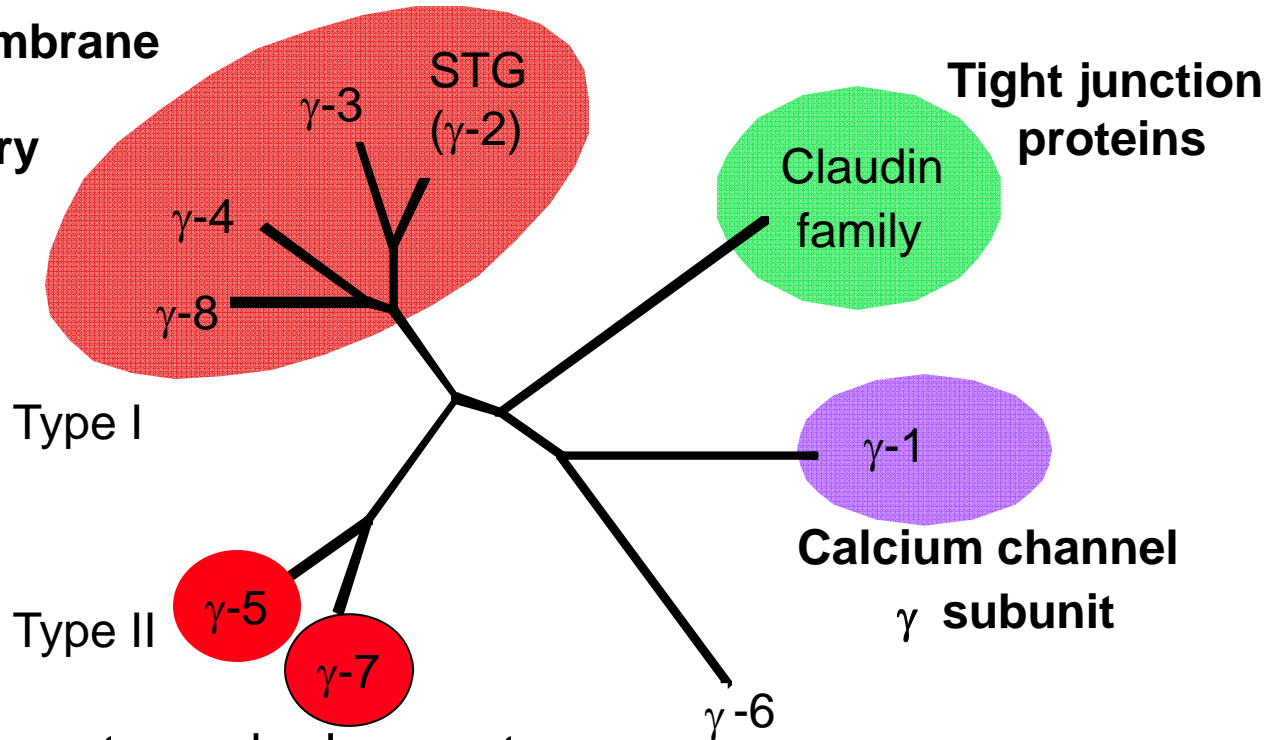 STG
(γ-2)
γ-3
γ-4
γ-8
Tight junction
proteins
Claudin
family
Type I
γ-1
Calcium channel
γ subunit
Type II
γ-5
γ-7
γ-6